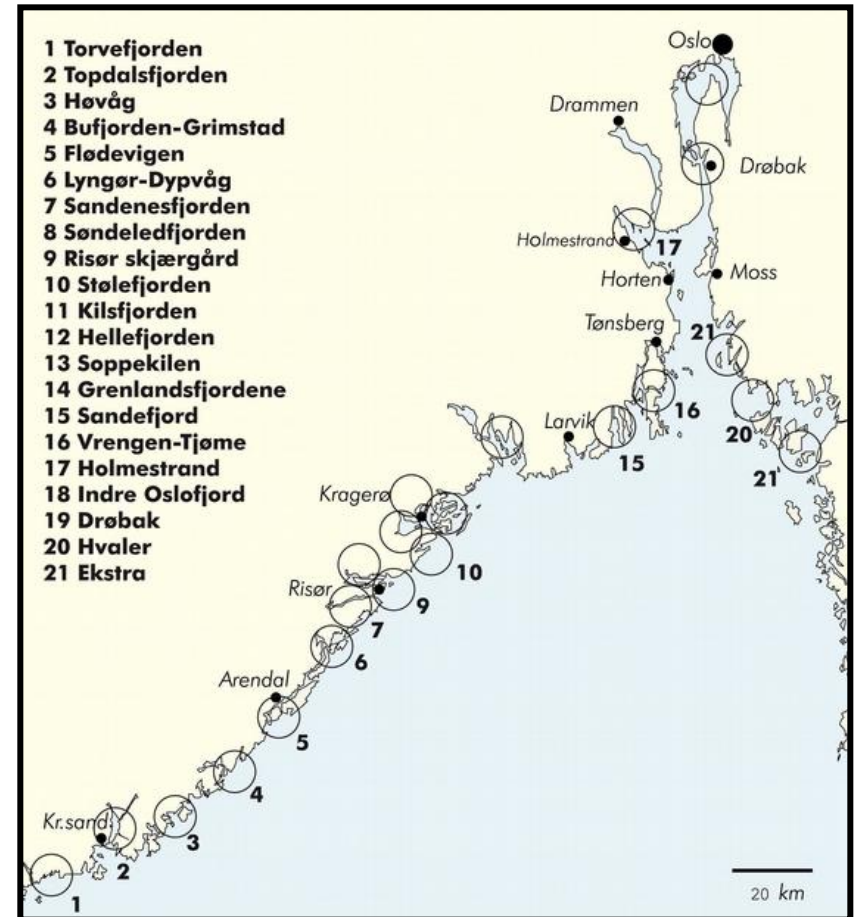 1 Torvefjorden
2 Topdalsfjorden
3 Høvåg
4 Bufjorden-Grimstad
5 Flødevigen
6 Lyngør-Dypvåg
7 Sandenesfjorden
8 Søndeledfjorden
9 Risør skjærgård
10 Stølefjorden
11 Kilsfjorden
12 Hellefjorden
13 Soppekilen
14 Grenlandsfjordene
15 Sandefjord
16 Vrengen-Tjøme
17 Holmestrand
18 Indre Oslofjord
19 Drøbak
20 Hvaler
21 Ekstra
Oslo
Drammen
Drøbak
Holmestrand
17
Horten
Moss
Tønsberg
21
16
Larvik
20
15
21
Kragerø
10
Risør
9
7
6
Arendal
5
4
Kr.sand
3
2
1
20 km